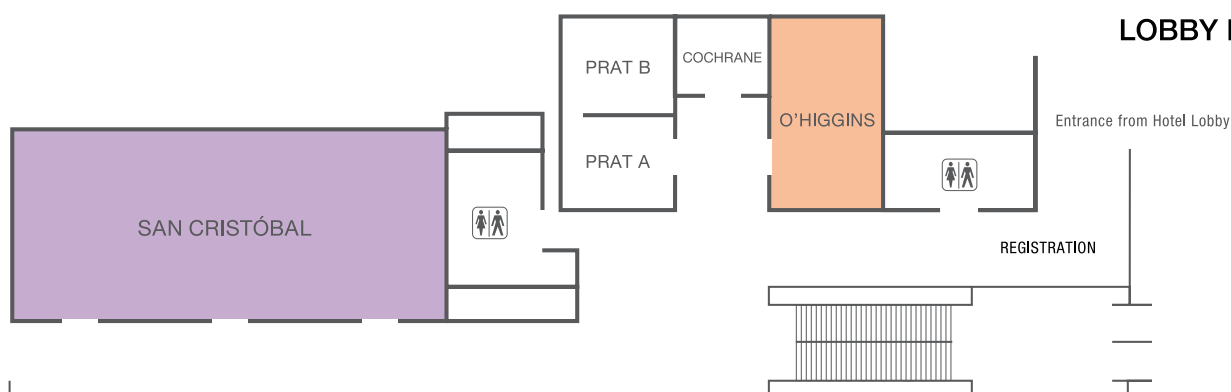 LOBBY
PRAT B
COCHRANE
O'HIGGINS
Entrance from Hotel Lobby
PRAT A
SAN CRISTÓBAL
REGISTRATION